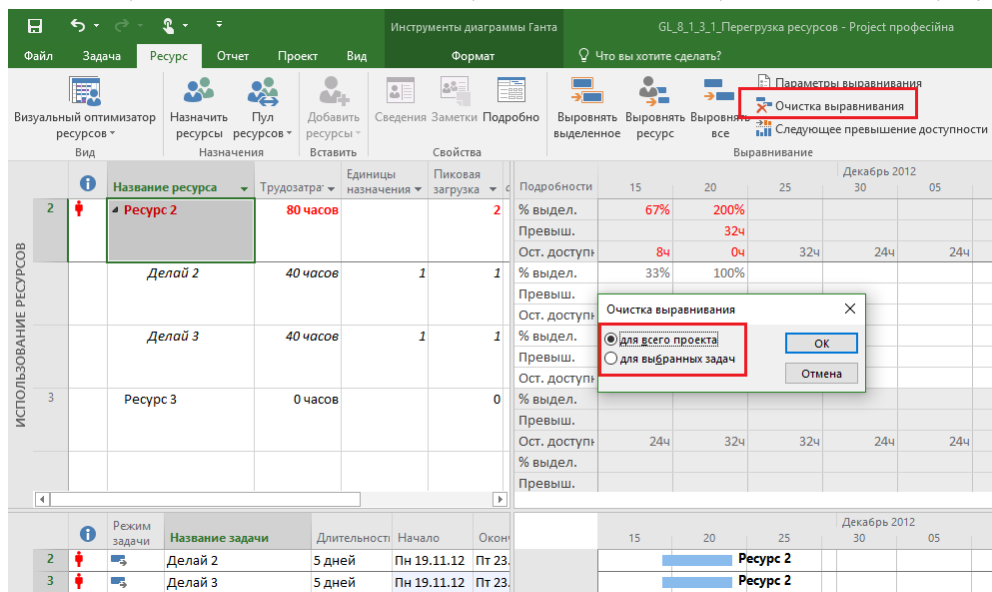 Инструменты диаграммы Ганта
GL_8_1_3_1_Перегрузка ресурсов - Project професійна
Файл Задача Ресурс Отчет Проект Вид Формат Что вы хотите сделать?
Визуальный оптимизатор ресурсов
Назначить ресурсы
Пул ресурсов
Добавить ресурсы
Сведения Заметки Подробно
Выровнять выделенное
Выровнять ресурс
Выровнять все
Параметры выравнивания
Очистка выравнивания
Следующее превышение доступности
Вид Назначения Вставить Свойства Выравнивание
Название ресурса Трудозатра Единицы назначения Пиковая загрузка Подробности
Декабрь 2012
15 20 25 30 05
2 Ресурс 2 80 часов 2 % выдел. 67% 200%
Превыш. 32ч
Ост. доступн 8ч 0ч 32ч 24ч 24ч
Делай 2 40 часов 1 1 % выдел. 33% 100%
Превыш.
Ост. доступн
Делай 3 40 часов 1 1 % выдел.
Превыш.
Ост. доступн
3 Ресурс 3 0 часов 0 % выдел.
Превыш.
Ост. доступн 24ч 32ч 32ч 24ч 24ч
% выдел.
Превыш.
ИСПОЛЬЗОВАНИЕ РЕСУРСОВ
Очистка выравнивания
для всего проекта
для выбранных задач
ОК
Отмена
Режим задачи Название задачи Длительност Начало Окон
Декабрь 2012
15 20 25 30 05
2 Делай 2 5 дней Пн 19.11.12 Пт 23. Ресурс 2
3 Делай 3 5 дней Пн 19.11.12 Пт 23. Ресурс 2